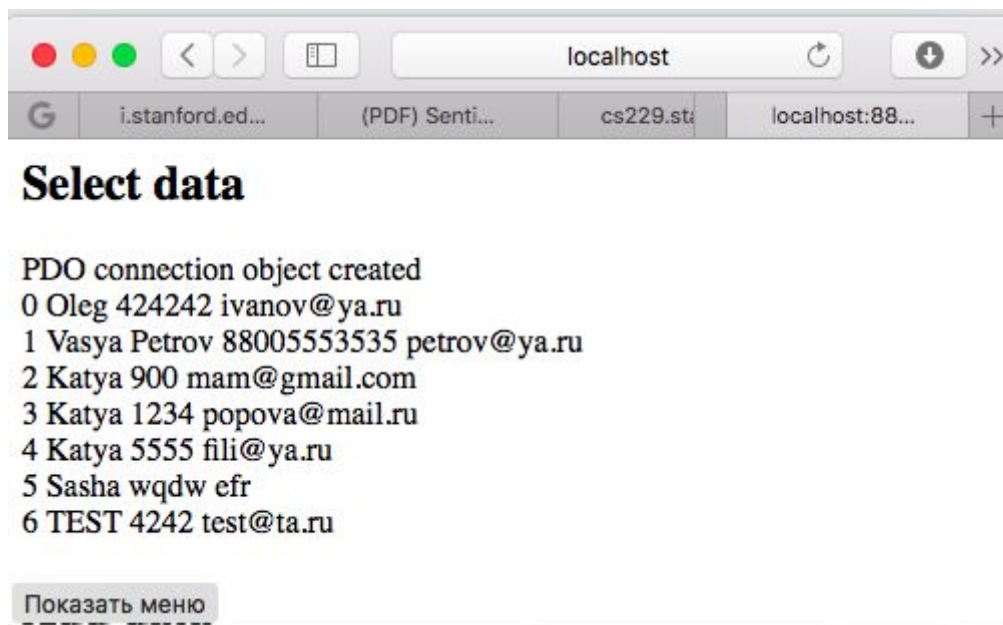 localhost
i.stanford.ed... (PDF) Senti... cs229.sta localhost:88...
Select data
PDO connection object created
0 Oleg 424242 ivanov@ya.ru
1 Vasya Petrov 88005553535 petrov@ya.ru
2 Katya 900 mam@gmail.com
3 Katya 1234 popova@mail.ru
4 Katya 5555 fili@ya.ru
5 Sasha wqdw efr
6 TEST 4242 test@ta.ru
Показать меню